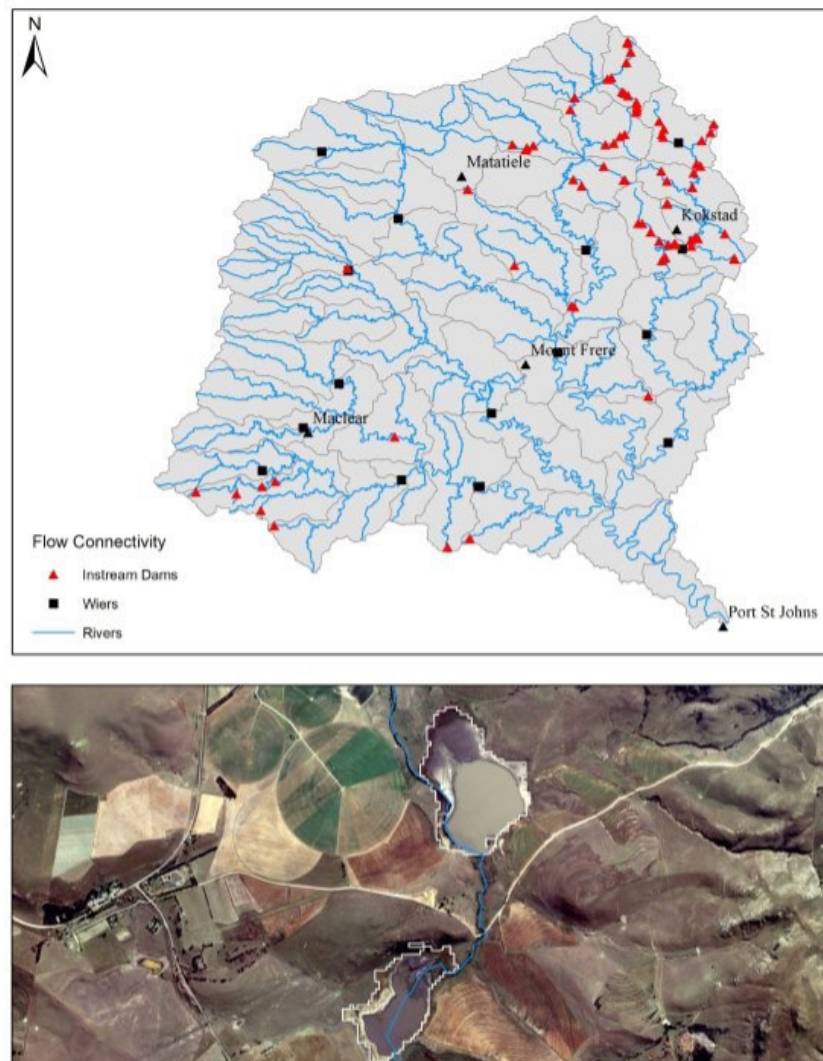 N
Matatiele
Kokstad
Mount Frere
Maclear
Flow Connectivity
Instream Dams
Wiers
Rivers
Port St Johns